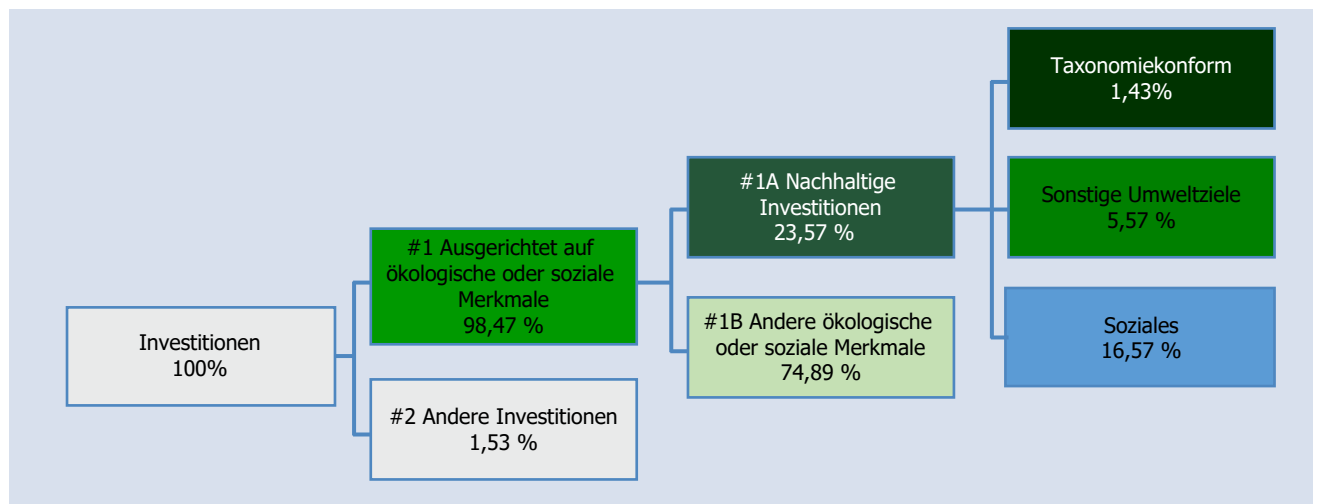 Investitionen
100%
#1 Ausgerichtet auf
ökologische oder soziale
Merkmale
98,47 %
#2 Andere Investitionen
1,53 %
#1A Nachhaltige
Investitionen
23,57 %
#1B Andere ökologische
oder soziale Merkmale
74,89 %
Taxonomiekonform
1,43%
Sonstige Umweltziele
5,57 %
Soziales
16,57 %